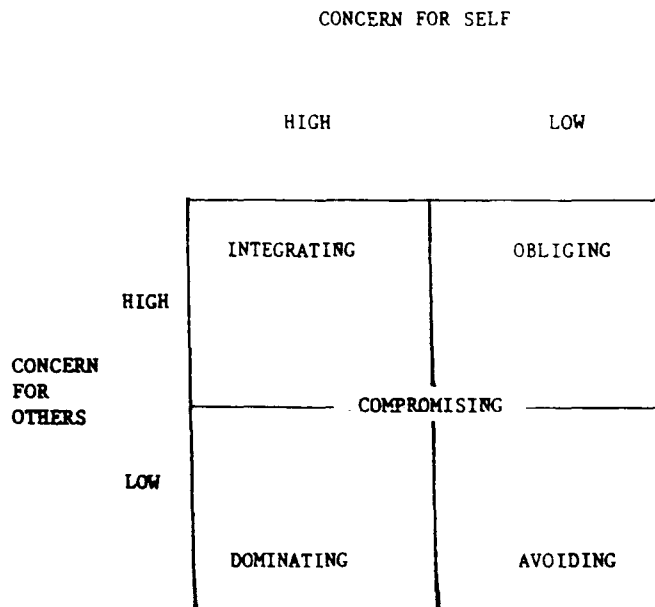 CONCERN FOR SELF
HIGH LOW
INTEGRATING OBLIGING
HIGH
CONCERN
FOR
OTHERS
COMPROMISING
LOW
DOMINATING AVOIDING